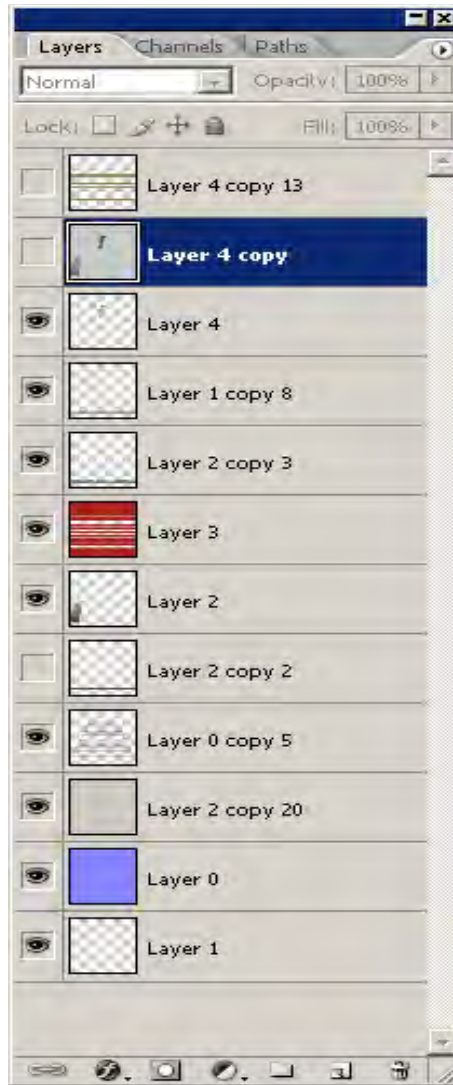 Layers Channels Paths
Normal Opacity: 100%
Lock: Fill: 100%
Layer 4 copy 13
Layer 4 copy
Layer 4
Layer 1 copy 8
Layer 2 copy 3
Layer 3
Layer 2
Layer 2 copy 2
Layer 0 copy 5
Layer 2 copy 20
Layer 0
Layer 1